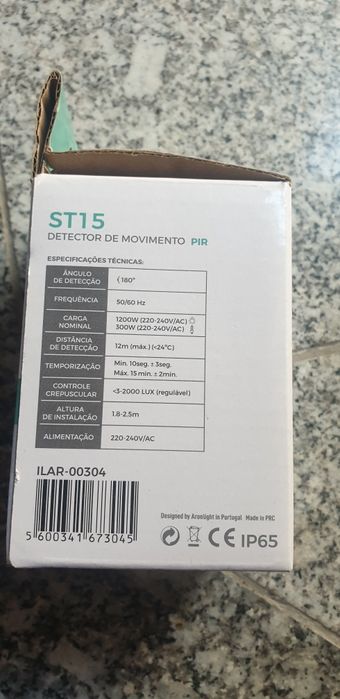 ST15
DETECTOR DE MOVIMENTO PIR
ESPECIFICAÇÕES TÉCNICAS:
ÂNGULO DE DETECÇÃO 180°
FREQUÊNCIA 50/60 Hz
CARGA NOMINAL 1200W (220-240V/AC)
300W (220-240V/AC)
DISTÂNCIA DE DETECÇÃO 12m (máx.) (<24°C)
TEMPORIZAÇÃO Min. 10seg. ± 3seg.
Máx. 15 min. ± 2min.
CONTROLE CREPUSCULAR <3-2000 LUX (regulável)
ALTURA DE INSTALAÇÃO 1.8-2.5m
ALIMENTAÇÃO 220-240V/AC
ILAR-00304
5 600341 673045
Designed by Aronlight in Portugal Made in PRC
CE IP65